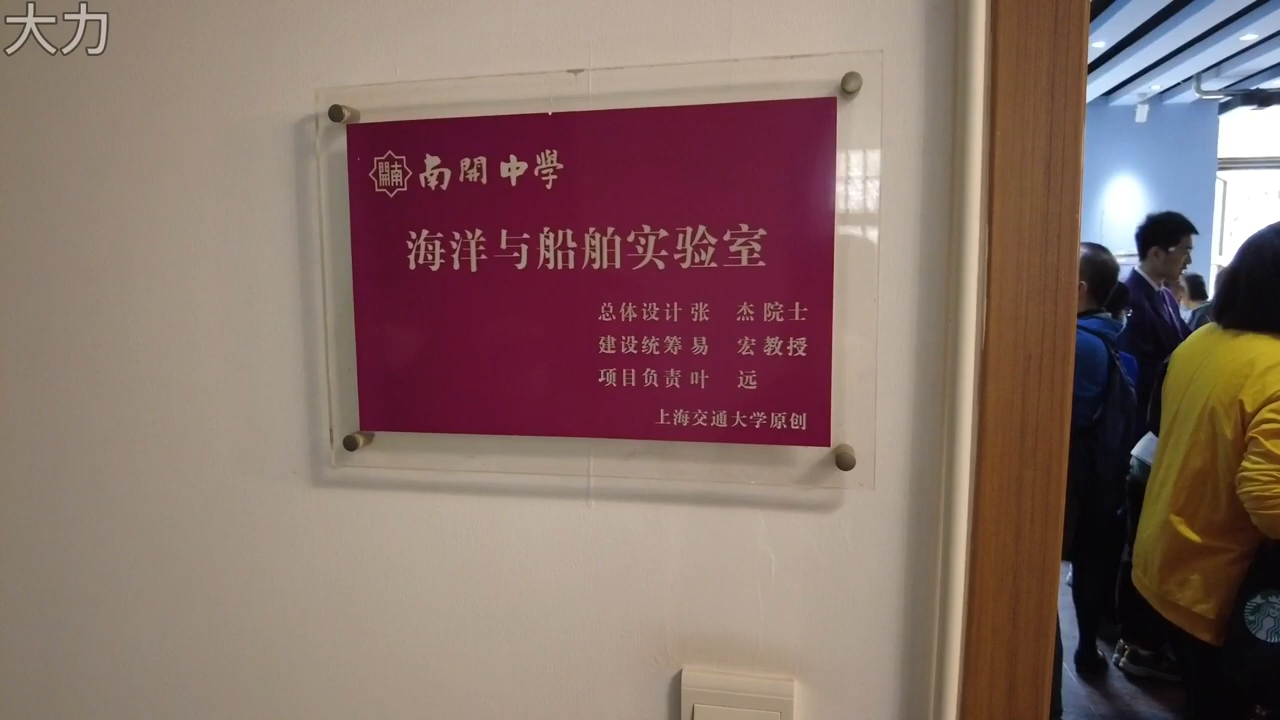 大力
開南 南開中學
海洋与船舶实验室
总体设计 张 杰 院士
建设统筹 易 宏 教授
项目负责 叶 远
上海交通大学原创